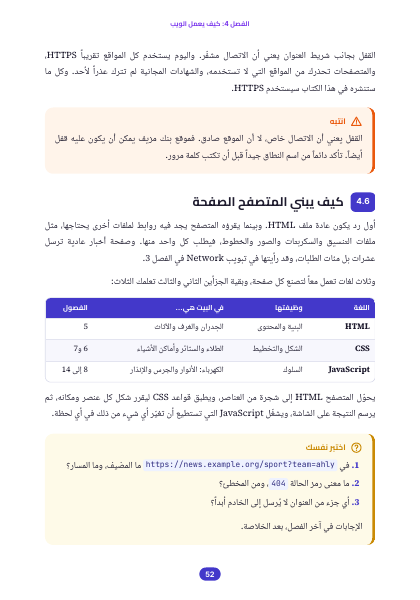 الفصل 4: كيف يعمل الويب
القفل بجانب شريط العنوان يعني أن الاتصال مشفّر. واليوم يستخدم كل المواقع تقريباً HTTPS،
والمتصفحات تحذرك من المواقع التي لا تستخدمه، والشهادات المجانية لم تترك عذراً لأحد. وكل ما
ستنشره في هذا الكتاب سيستخدم HTTPS.
انتبه
القفل يعني أن الاتصال خاص، لا أن الموقع صادق. فموقع بنك مزيف يمكن أن يكون عليه قفل
أيضاً. تأكد دائماً من اسم النطاق جيداً قبل أن تكتب كلمة مرور.
4.6 كيف يبني المتصفح الصفحة
أول رد يكون عادة ملف HTML. وبينما يقرؤه المتصفح يجد فيه روابط لملفات أخرى يحتاجها، مثل
ملفات التنسيق والسكربتات والصور والخطوط، فيطلب كل واحد منها. وصفحة أخبار عادية ترسل
عشرات بل مئات الطلبات، وقد رأيتها في تبويب Network في الفصل 3.
وثلاث لغات تعمل معاً لتصنع كل صفحة، وبقية الجزأين الثاني والثالث تعلمك الثلاث:
اللغة وظيفتها في البيت هي... الفصول
HTML البنية والمحتوى الجدران والغرف والأثاث 5
CSS الشكل والتخطيط الطلاء والستائر وأماكن الأشياء 6 و7
JavaScript السلوك الكهرباء: الأنوار والجرس والإنذار 8 إلى 14
يحوّل المتصفح HTML إلى شجرة من العناصر، ويطبق قواعد CSS ليقرر شكل كل عنصر ومكانه، ثم
يرسم النتيجة على الشاشة، ويشغّل JavaScript التي تستطيع أن تغيّر أي شيء من ذلك في أي لحظة.
اختبر نفسك
1. في https://news.example.org/sport?team=ahly ما المضيف، وما المسار؟
2. ما معنى رمز الحالة 404، ومن المخطئ؟
3. أي جزء من العنوان لا يُرسل إلى الخادم أبداً؟
الإجابات في آخر الفصل، بعد الخلاصة.
52